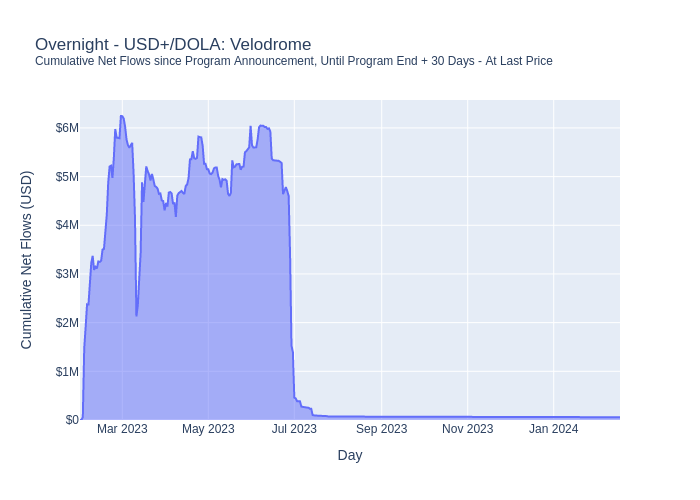 Overnight - USD+/DOLA: Velodrome
Cumulative Net Flows since Program Announcement, Until Program End + 30 Days - At Last Price
Cumulative Net Flows (USD)
$6M
$5M
$4M
$3M
$2M
$1M
$0
Mar 2023 May 2023 Jul 2023 Sep 2023 Nov 2023 Jan 2024
Day